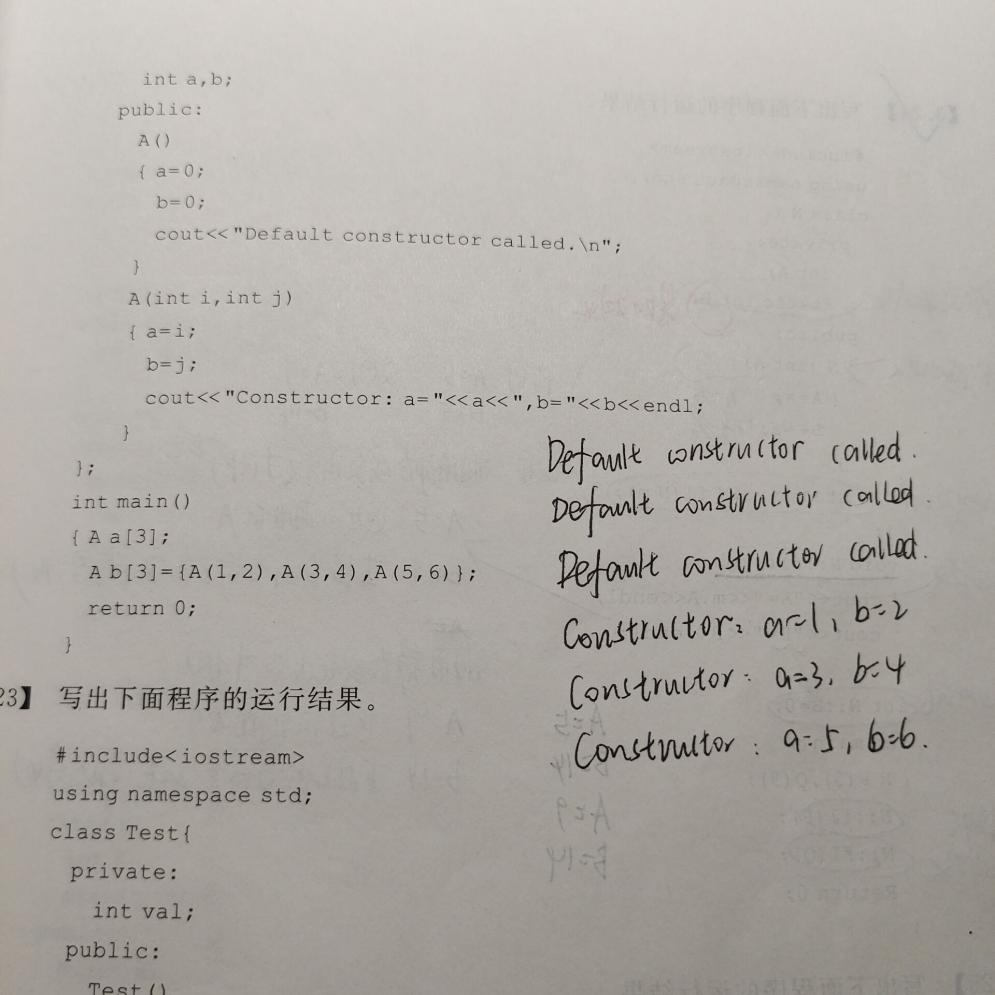 int a,b;
public:
A()
{ a=0;
b=0;
cout<<"Default constructor called.\n";
}
A(int i,int j)
{ a=i;
b=j;
cout<<"Constructor: a="<<a<<",b="<<b<<endl;
}
};
int main()
{ A a[3];
A b[3]={A(1,2),A(3,4),A(5,6)};
return 0;
}
Default constructor called.
Default constructor called.
Default constructor called.
Constructor: a=1, b=2
Constructor: a=3, b=4
Constructor: a=5, b=6.
23】 写出下面程序的运行结果。
#include<iostream>
using namespace std;
class Test{
private:
int val;
public:
Test()